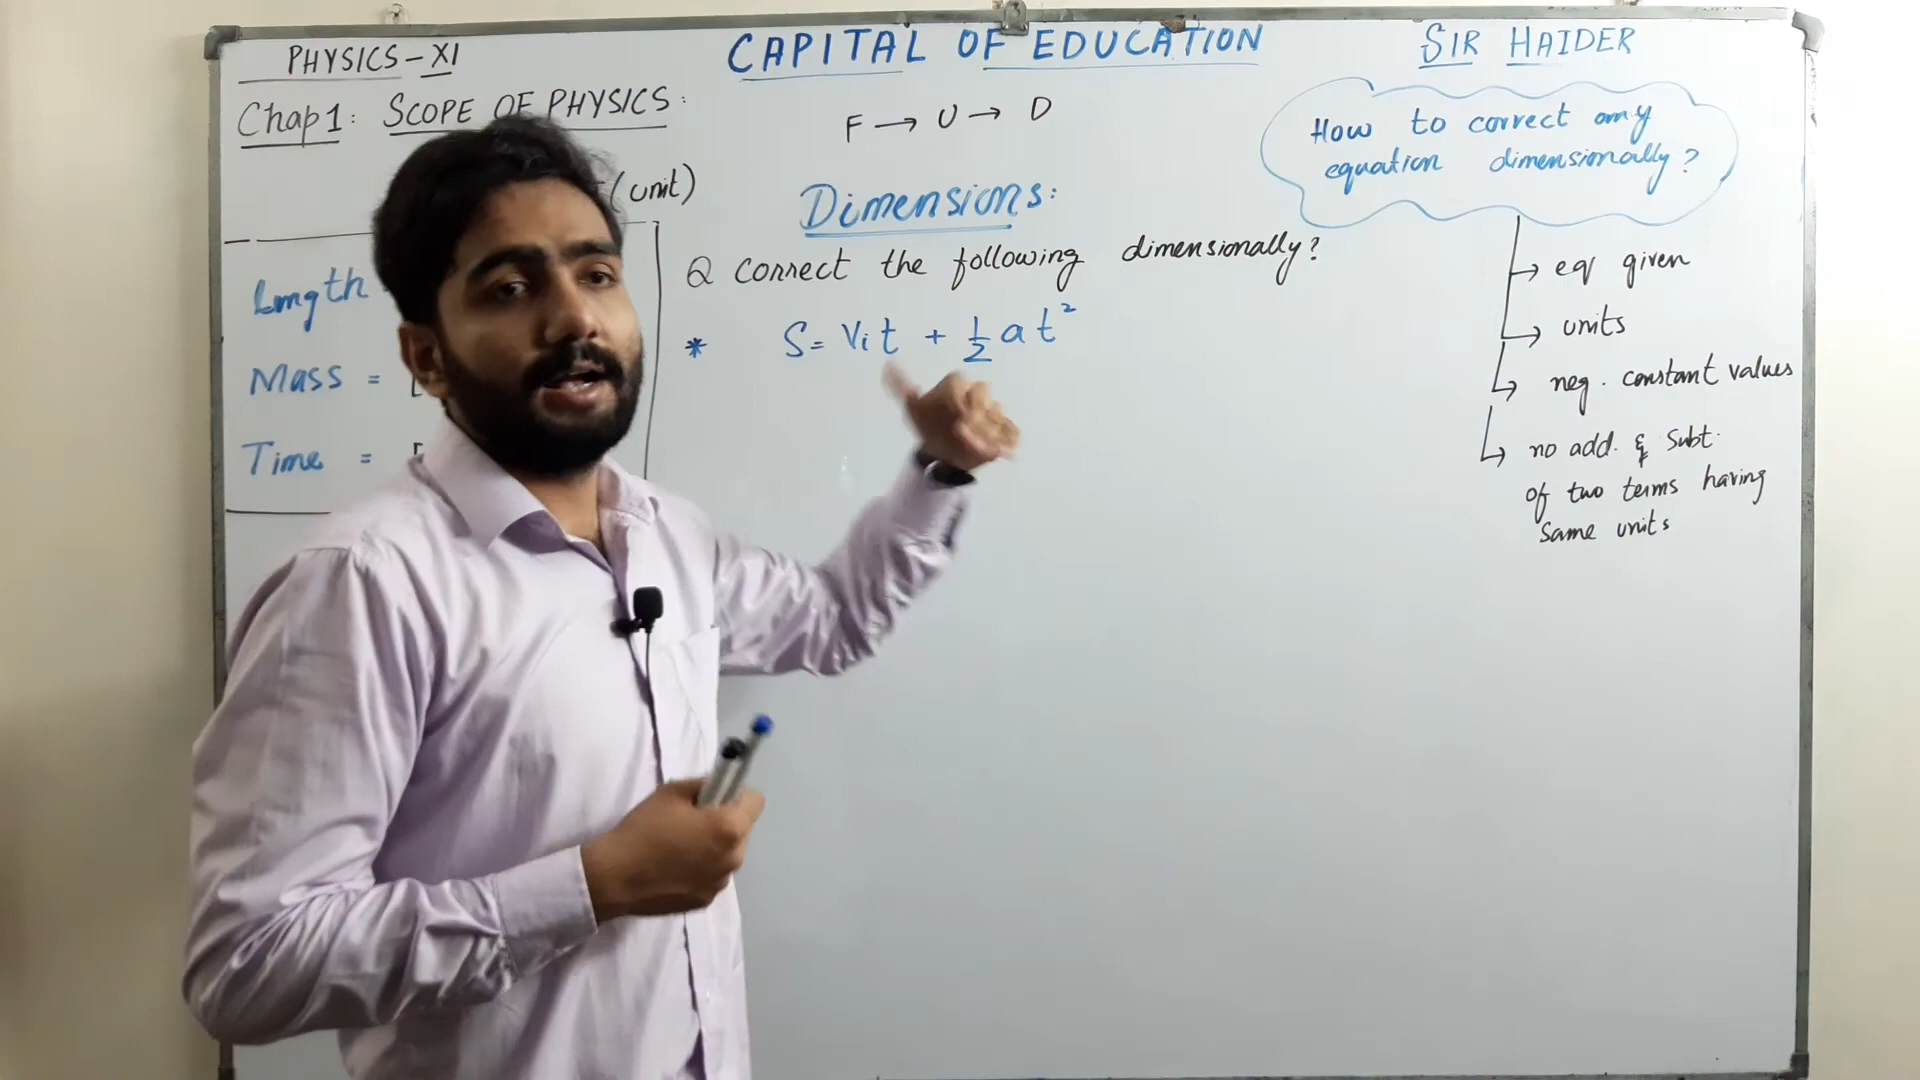 PHYSICS-XI
CAPITAL OF EDUCATION
SIR HAIDER
Chap 1: SCOPE OF PHYSICS:
F → U → D
(unit)
Length
Mass = [
Time = [
Dimensions:
Q Correct the following dimensionally?
* S = Vit + 1/2 at²
How to correct any
equation dimensionally?
→ eq given
→ units
→ neg. constant values
→ no add. & Subt.
of two terms having
same units